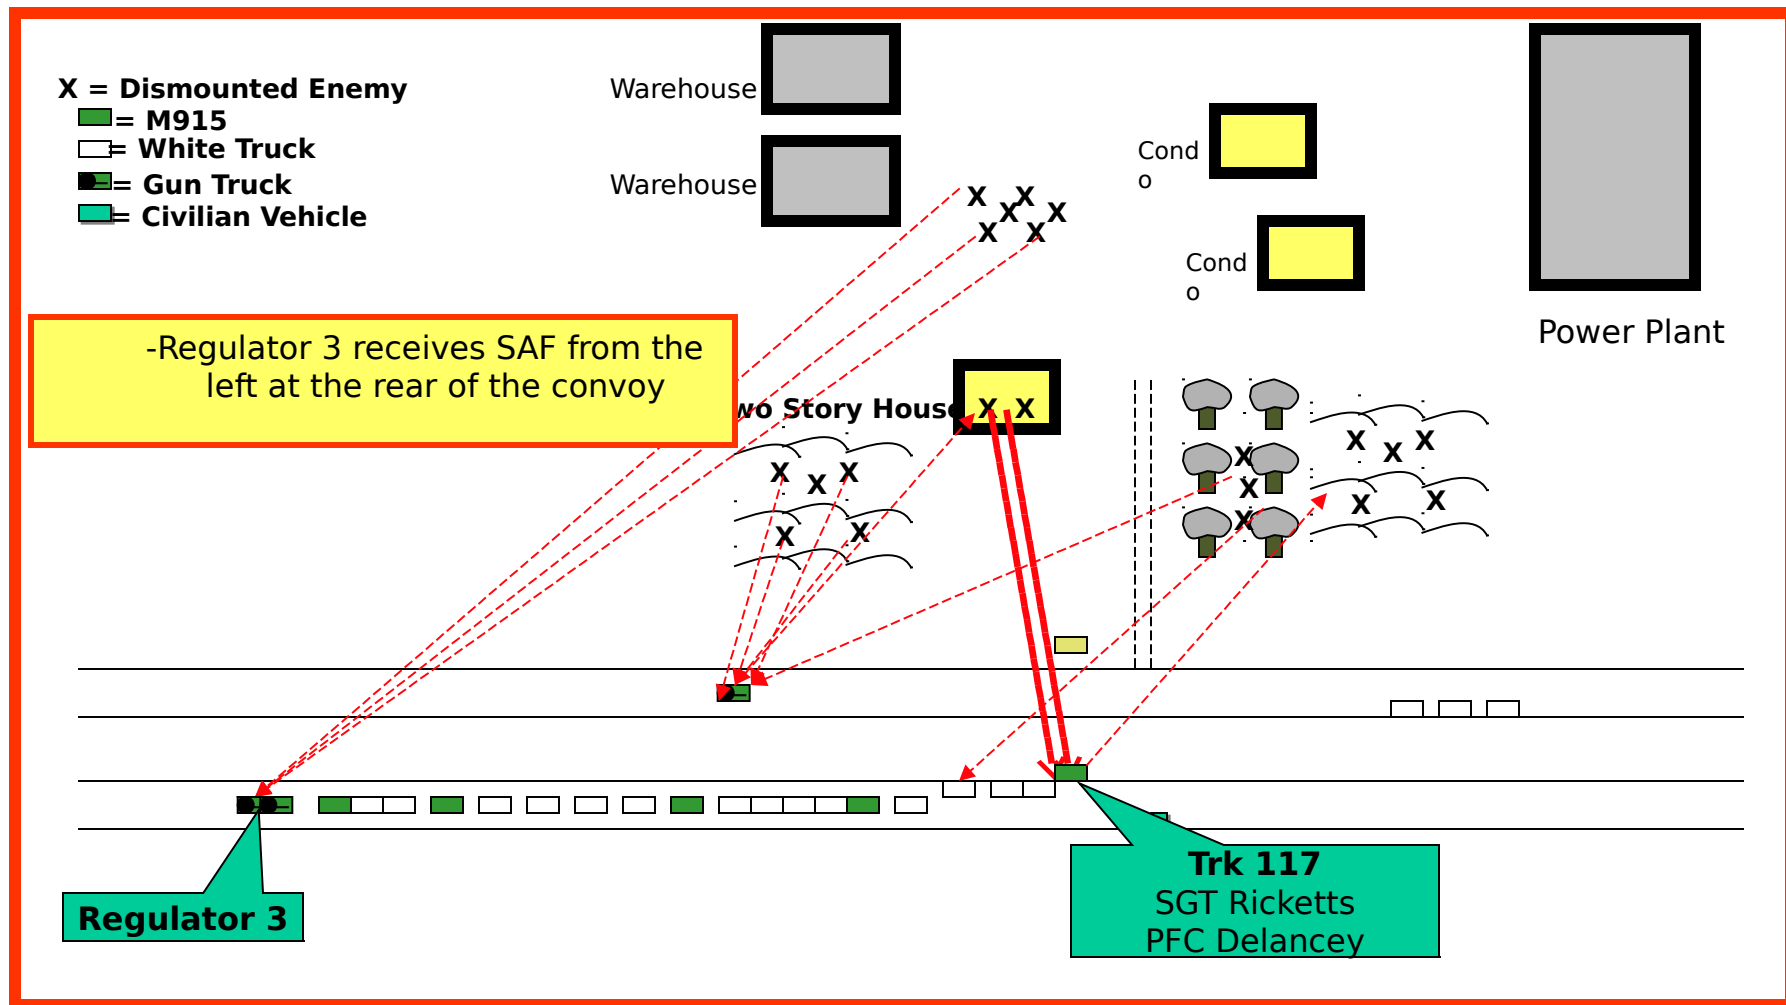 X = Dismounted Enemy
= M915
= White Truck
= Gun Truck
= Civilian Vehicle
Warehouse
Warehouse
Cond
o
Cond
o
Power Plant
-Regulator 3 receives SAF from the
left at the rear of the convoy
wo Story House
X X
X X
X X
X X
X X
X
X
X X
X
X
X
X X
X
X X
Regulator 3
Trk 117
SGT Ricketts
PFC Delancey